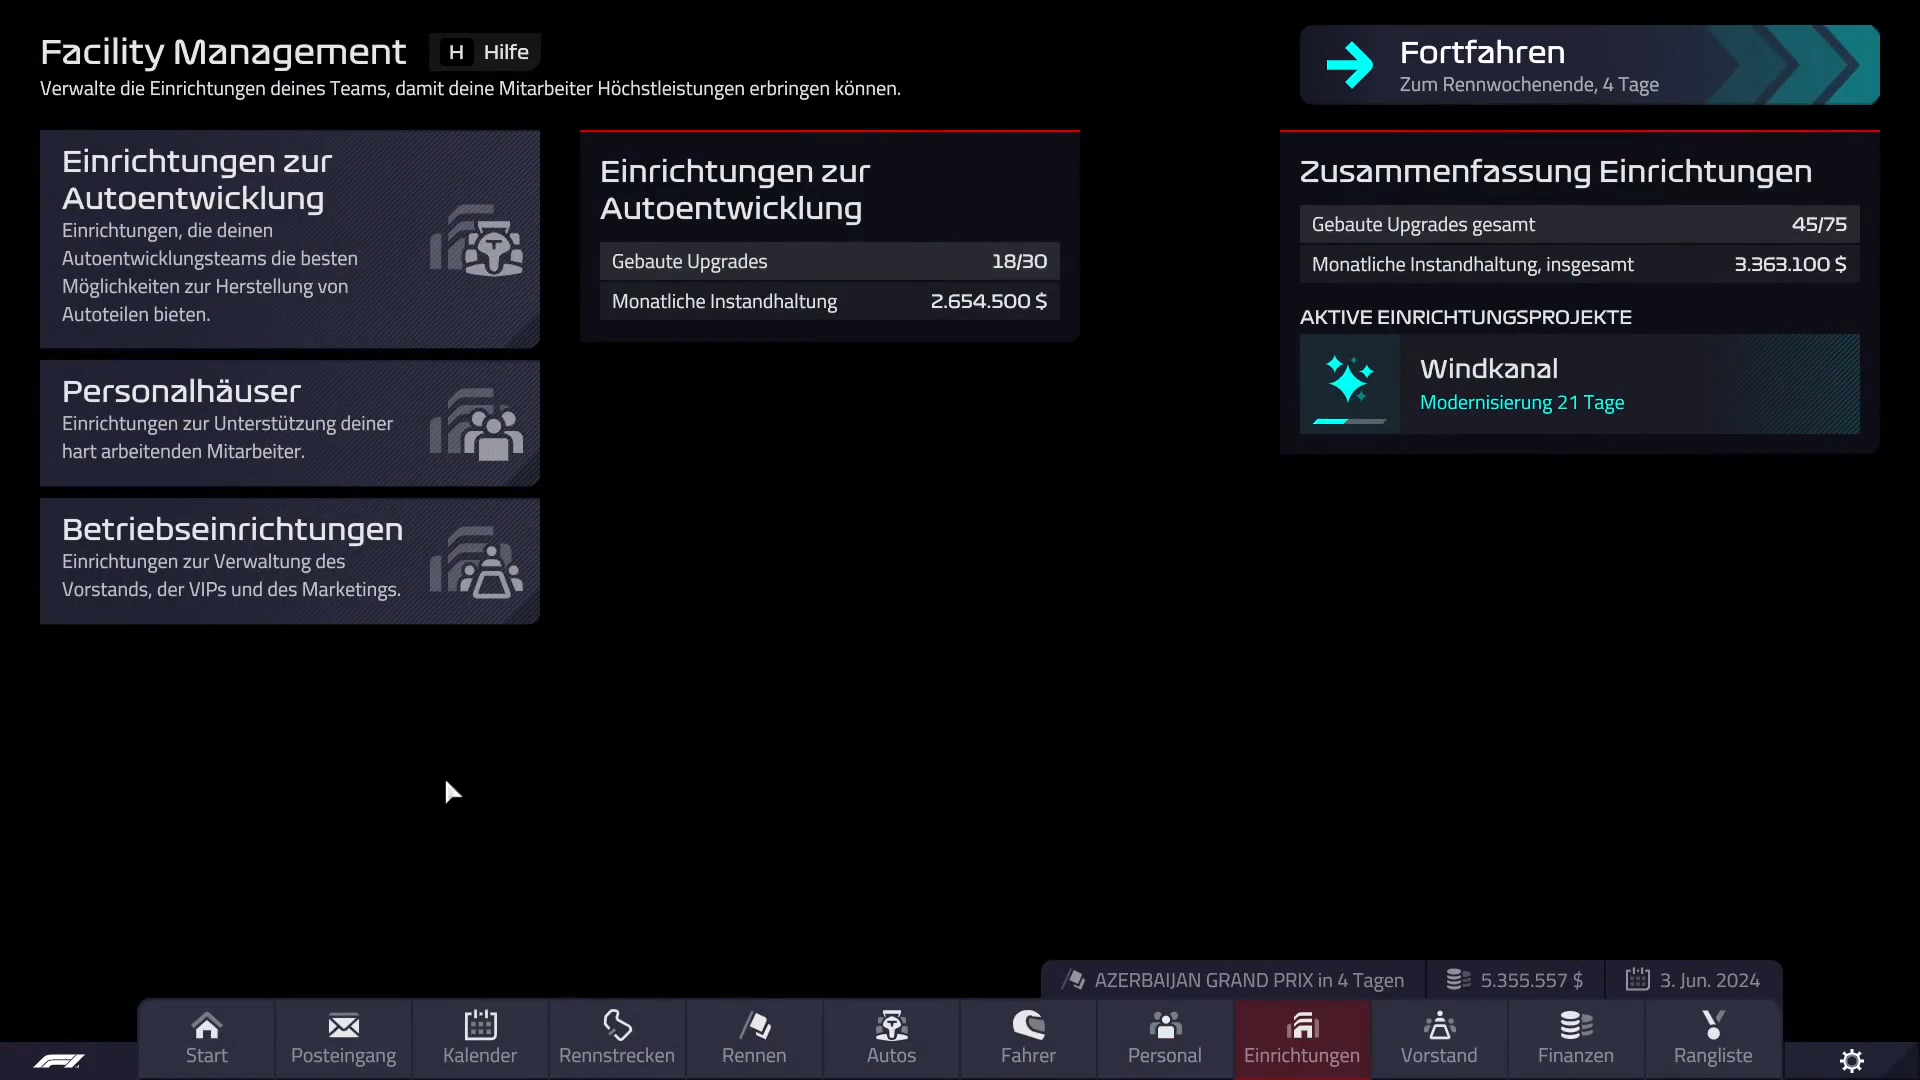 Facility Management
H Hilfe
Verwalte die Einrichtungen deines Teams, damit deine Mitarbeiter Höchstleistungen erbringen können.
Fortfahren
Zum Rennwochenende, 4 Tage
Einrichtungen zur
Autoentwicklung
Einrichtungen, die deinen
Autoentwicklungsteams die besten
Möglichkeiten zur Herstellung von
Autoteilen bieten.
Personalhäuser
Einrichtungen zur Unterstützung deiner
hart arbeitenden Mitarbeiter.
Betriebseinrichtungen
Einrichtungen zur Verwaltung des
Vorstands, der VIPs und des Marketings.
Einrichtungen zur
Autoentwicklung
Gebaute Upgrades 18/30
Monatliche Instandhaltung 2.654.500 $
Zusammenfassung Einrichtungen
Gebaute Upgrades gesamt 45/75
Monatliche Instandhaltung, insgesamt 3.363.100 $
AKTIVE EINRICHTUNGSPROJEKTE
Windkanal
Modernisierung 21 Tage
AZERBAIJAN GRAND PRIX in 4 Tagen 5.355.557 $ 3. Jun. 2024
Start Posteingang Kalender Rennstrecken Rennen Autos Fahrer Personal Einrichtungen Vorstand Finanzen Rangliste